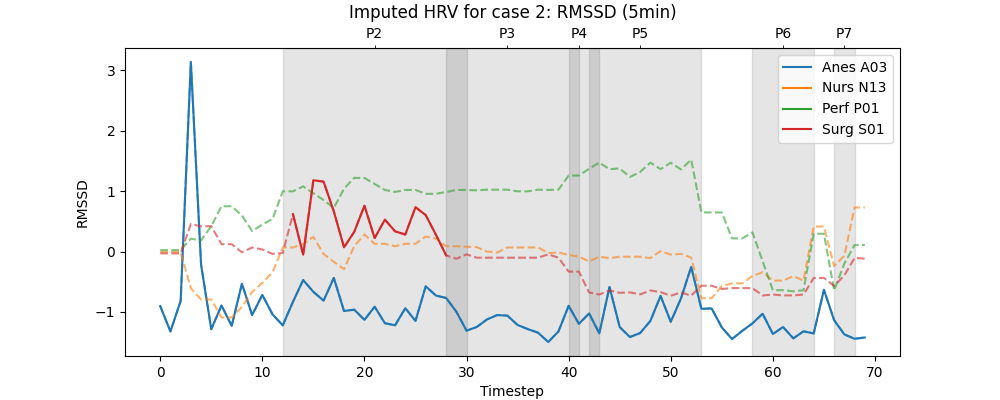 Imputed HRV for case 2: RMSSD (5min)
P2 P3 P4 P5 P6 P7
RMSSD
3
2
1
0
−1
Anes A03
Nurs N13
Perf P01
Surg S01
0 10 20 30 40 50 60 70
Timestep